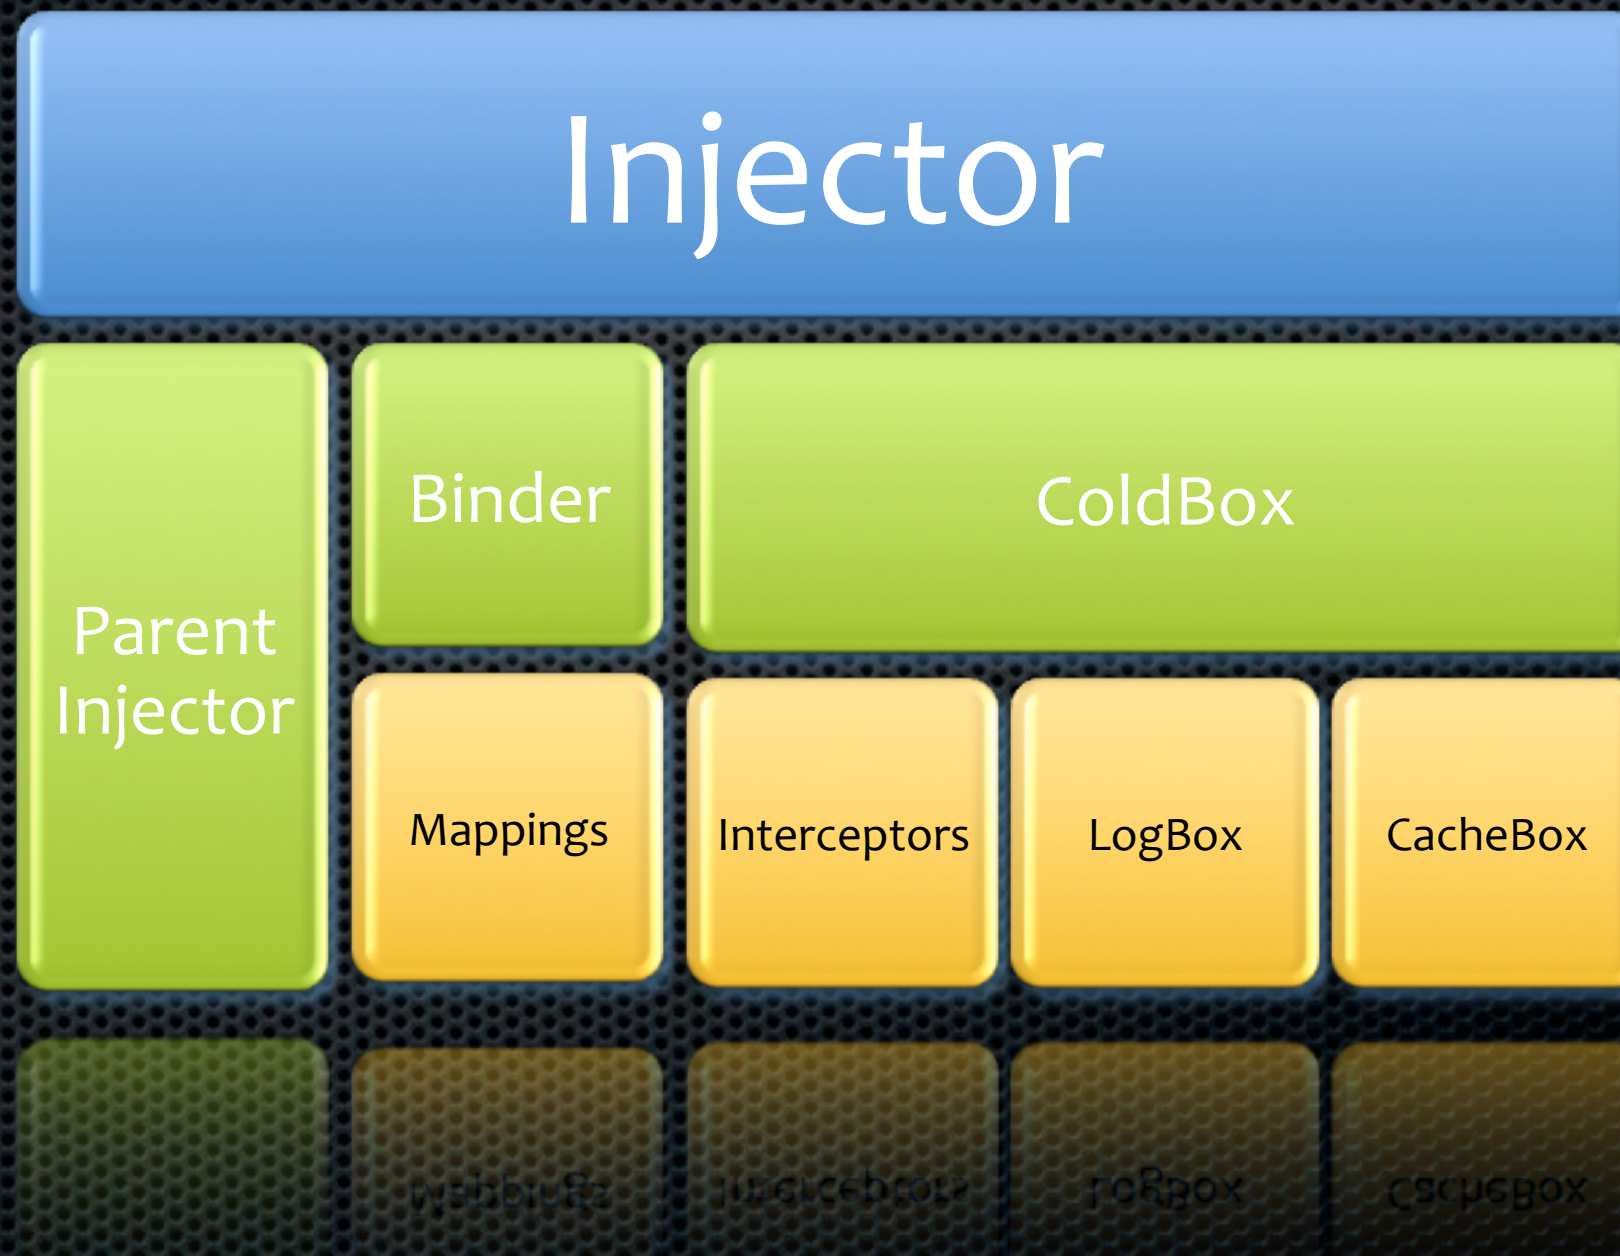 Injector
Parent
Injector
Binder
ColdBox
Mappings
Interceptors
LogBox
CacheBox